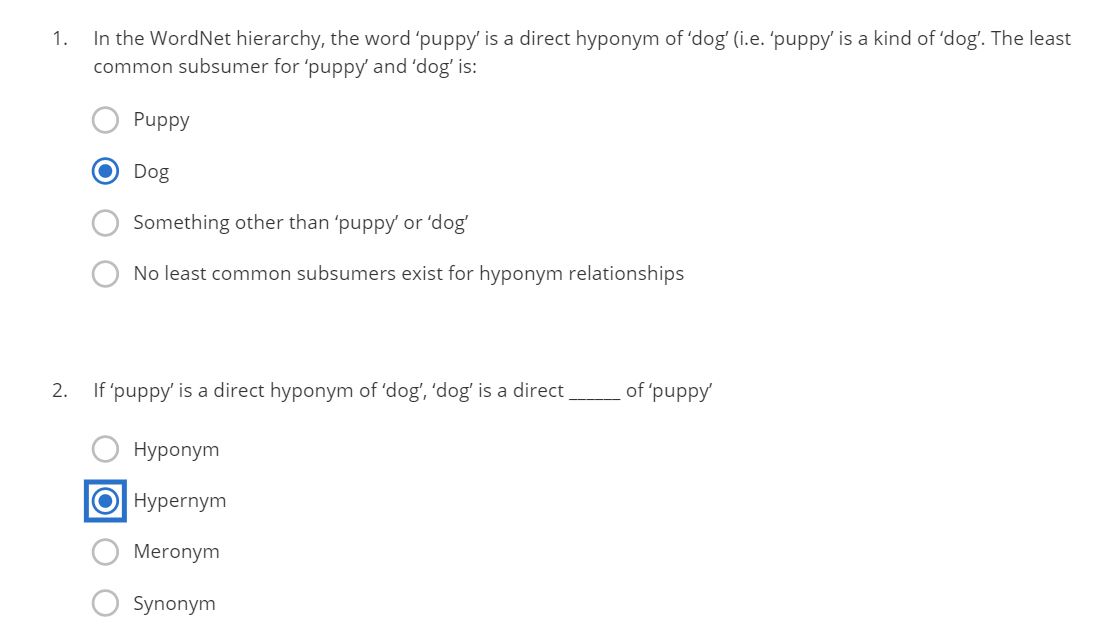 1. In the WordNet hierarchy, the word ‘puppy’ is a direct hyponym of ‘dog’ (i.e. ‘puppy’ is a kind of ‘dog’. The least
common subsumer for ‘puppy’ and ‘dog’ is:
Puppy
Dog
Something other than ‘puppy’ or ‘dog’
No least common subsumers exist for hyponym relationships
2. If ‘puppy’ is a direct hyponym of ‘dog’, ‘dog’ is a direct ______ of ‘puppy’
Hyponym
Hypernym
Meronym
Synonym